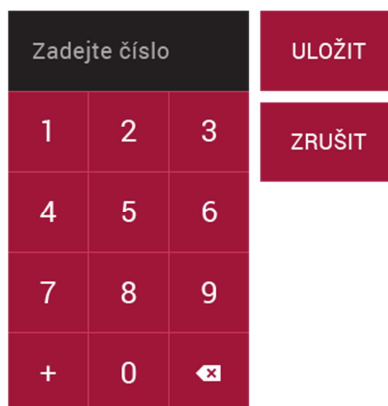 Zadejte číslo
ULOŽIT
ZRUŠIT
1 2 3
4 5 6
7 8 9
+ 0